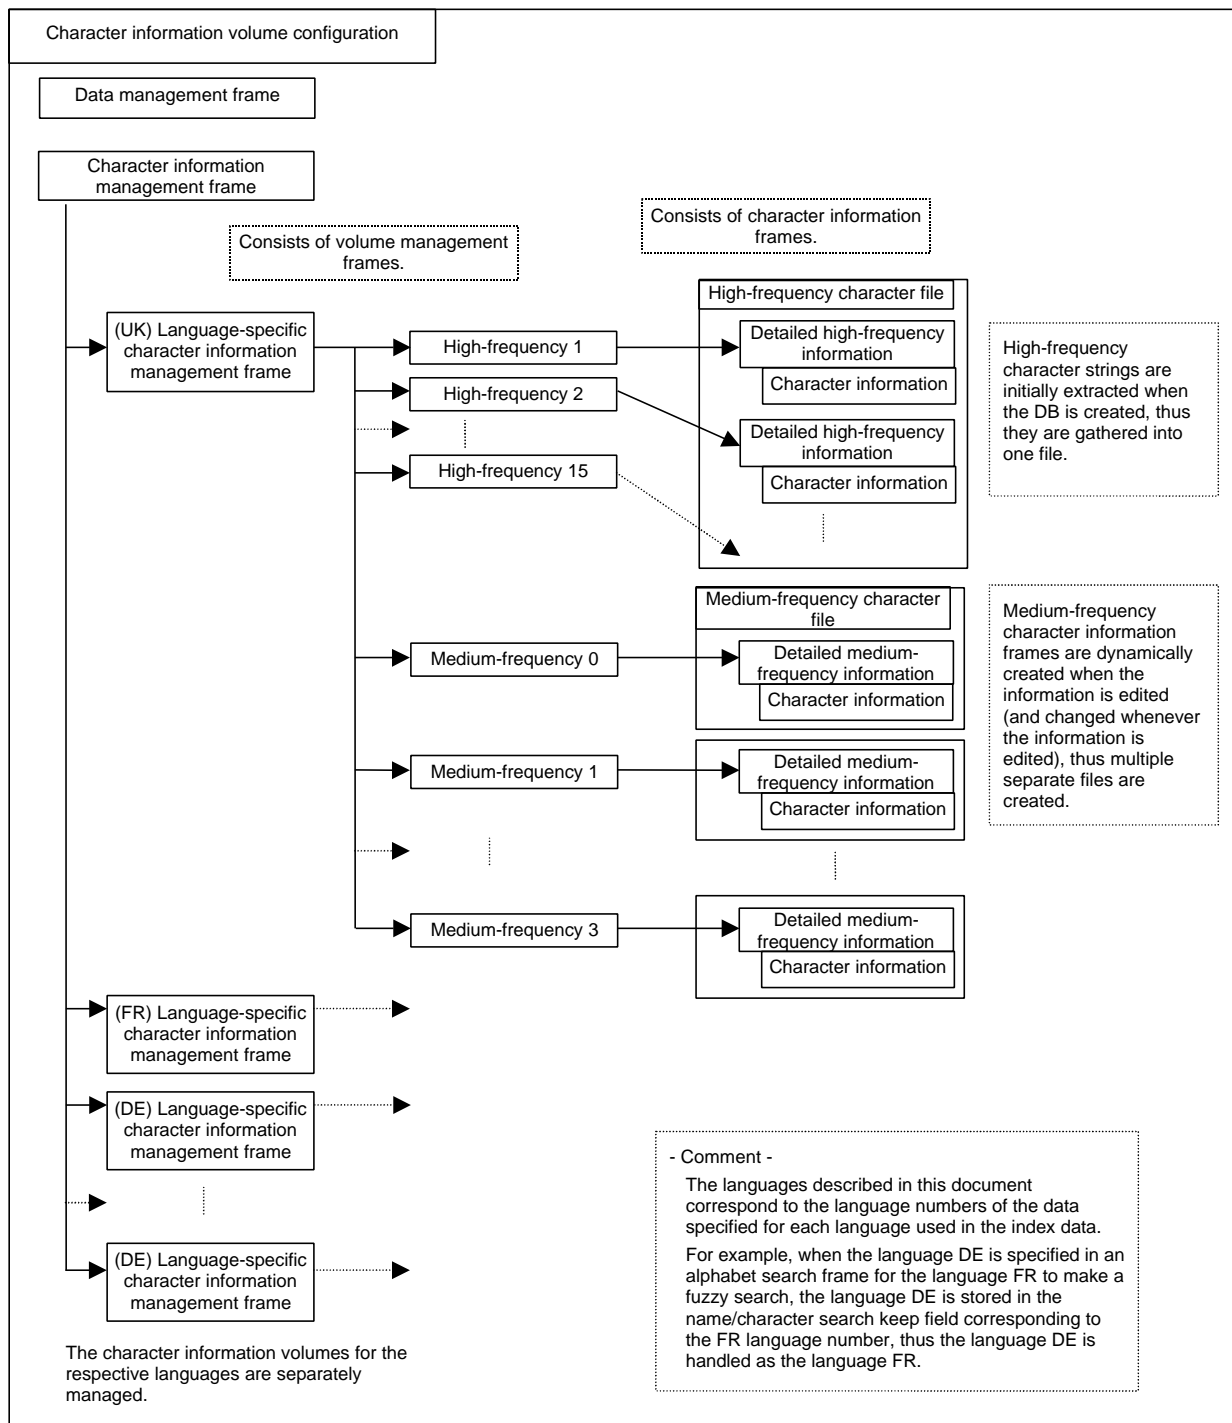 Character information volume configuration
Data management frame
Character information
management frame
Consists of volume management
frames.
Consists of character information
frames.
(UK) Language-specific
character information
management frame
High-frequency 1
High-frequency 2
High-frequency 15
High-frequency character file
Detailed high-frequency
information
Character information
Detailed high-frequency
information
Character information
High-frequency
character strings are
initially extracted when
the DB is created, thus
they are gathered into
one file.
Medium-frequency 0
Medium-frequency character
file
Detailed medium-
frequency information
Character information
Medium-frequency 1
Detailed medium-
frequency information
Character information
Medium-frequency
character information
frames are dynamically
created when the
information is edited
(and changed whenever
the information is
edited), thus multiple
separate files are
created.
Medium-frequency 3
Detailed medium-
frequency information
Character information
(FR) Language-specific
character information
management frame
(DE) Language-specific
character information
management frame
(DE) Language-specific
character information
management frame
The character information volumes for the
respective languages are separately
managed.
- Comment -
The languages described in this document
correspond to the language numbers of the data
specified for each language used in the index data.
For example, when the language DE is specified in an
alphabet search frame for the language FR to make a
fuzzy search, the language DE is stored in the
name/character search keep field corresponding to
the FR language number, thus the language DE is
handled as the language FR.